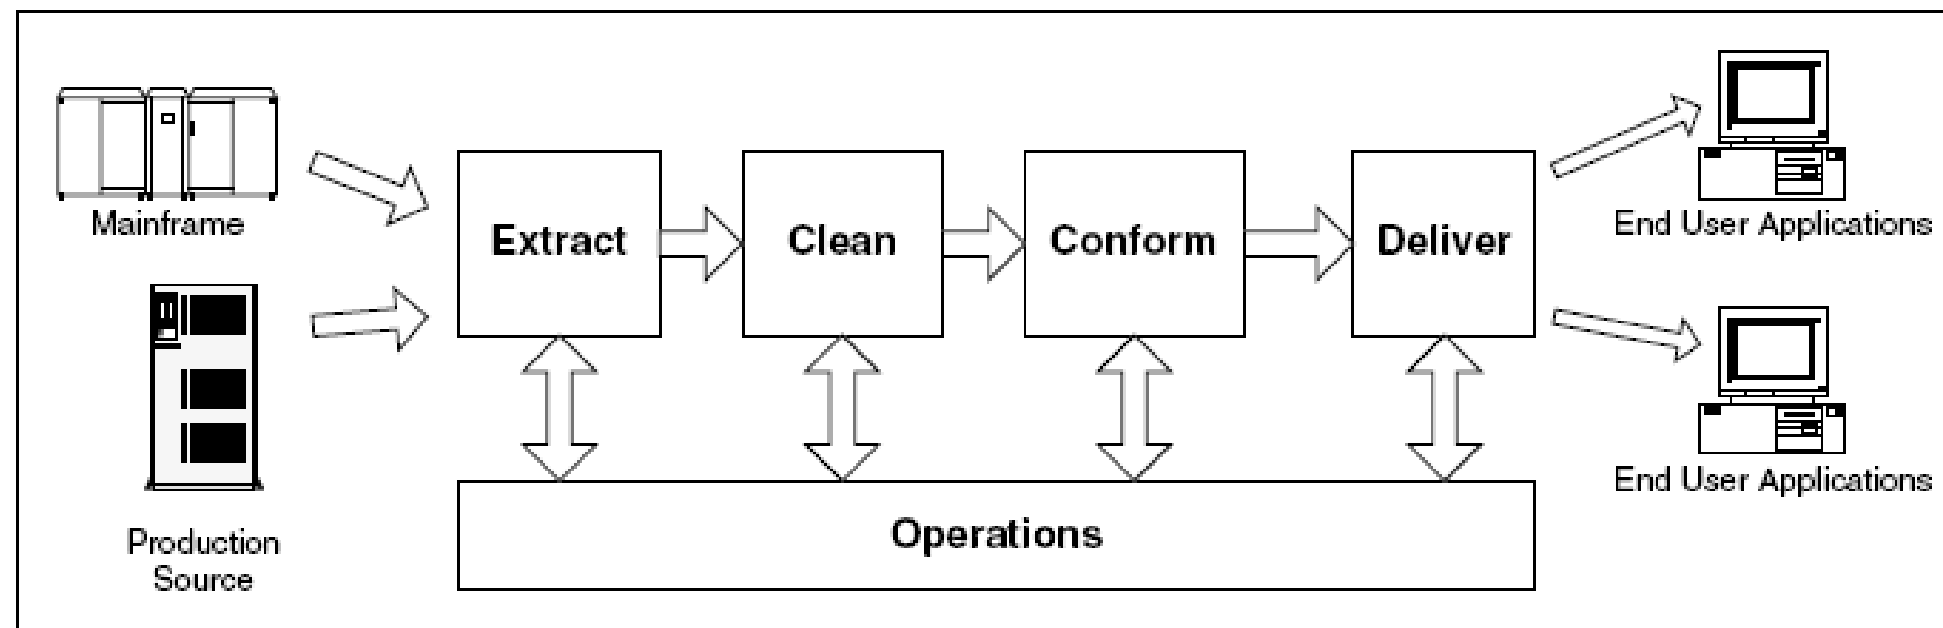 Mainframe
Production
Source
Extract
Clean
Conform
Deliver
Operations
End User Applications
End User Applications